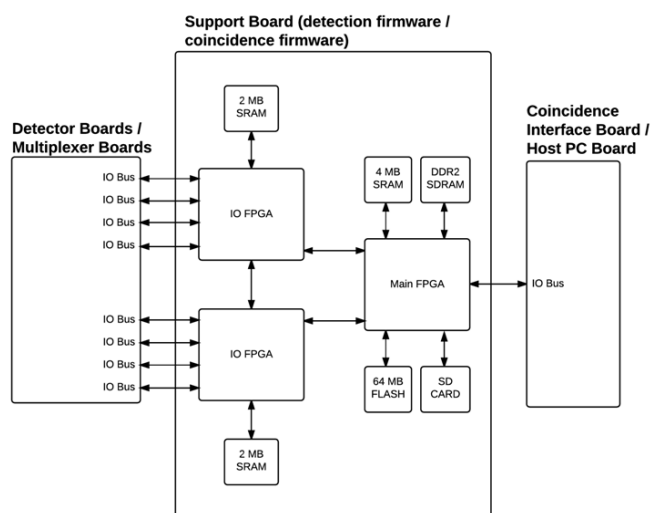 Support Board (detection firmware /
coincidence firmware)
2 MB
SRAM
Detector Boards /
Multiplexer Boards
Coincidence
Interface Board /
Host PC Board
IO Bus
IO Bus
IO Bus
IO Bus
IO FPGA
4 MB
SRAM
DDR2
SDRAM
Main FPGA
IO Bus
IO Bus
IO Bus
IO Bus
IO Bus
IO FPGA
64 MB
FLASH
SD
CARD
2 MB
SRAM